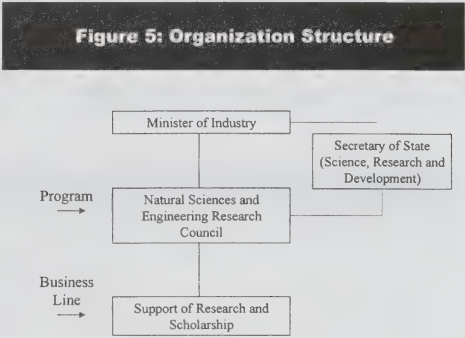 Figure 5: Organization Structure
Minister of Industry
Secretary of State
(Science, Research and
Development)
Program
Natural Sciences and
Engineering Research
Council
Business
Line
Support of Research and
Scholarship